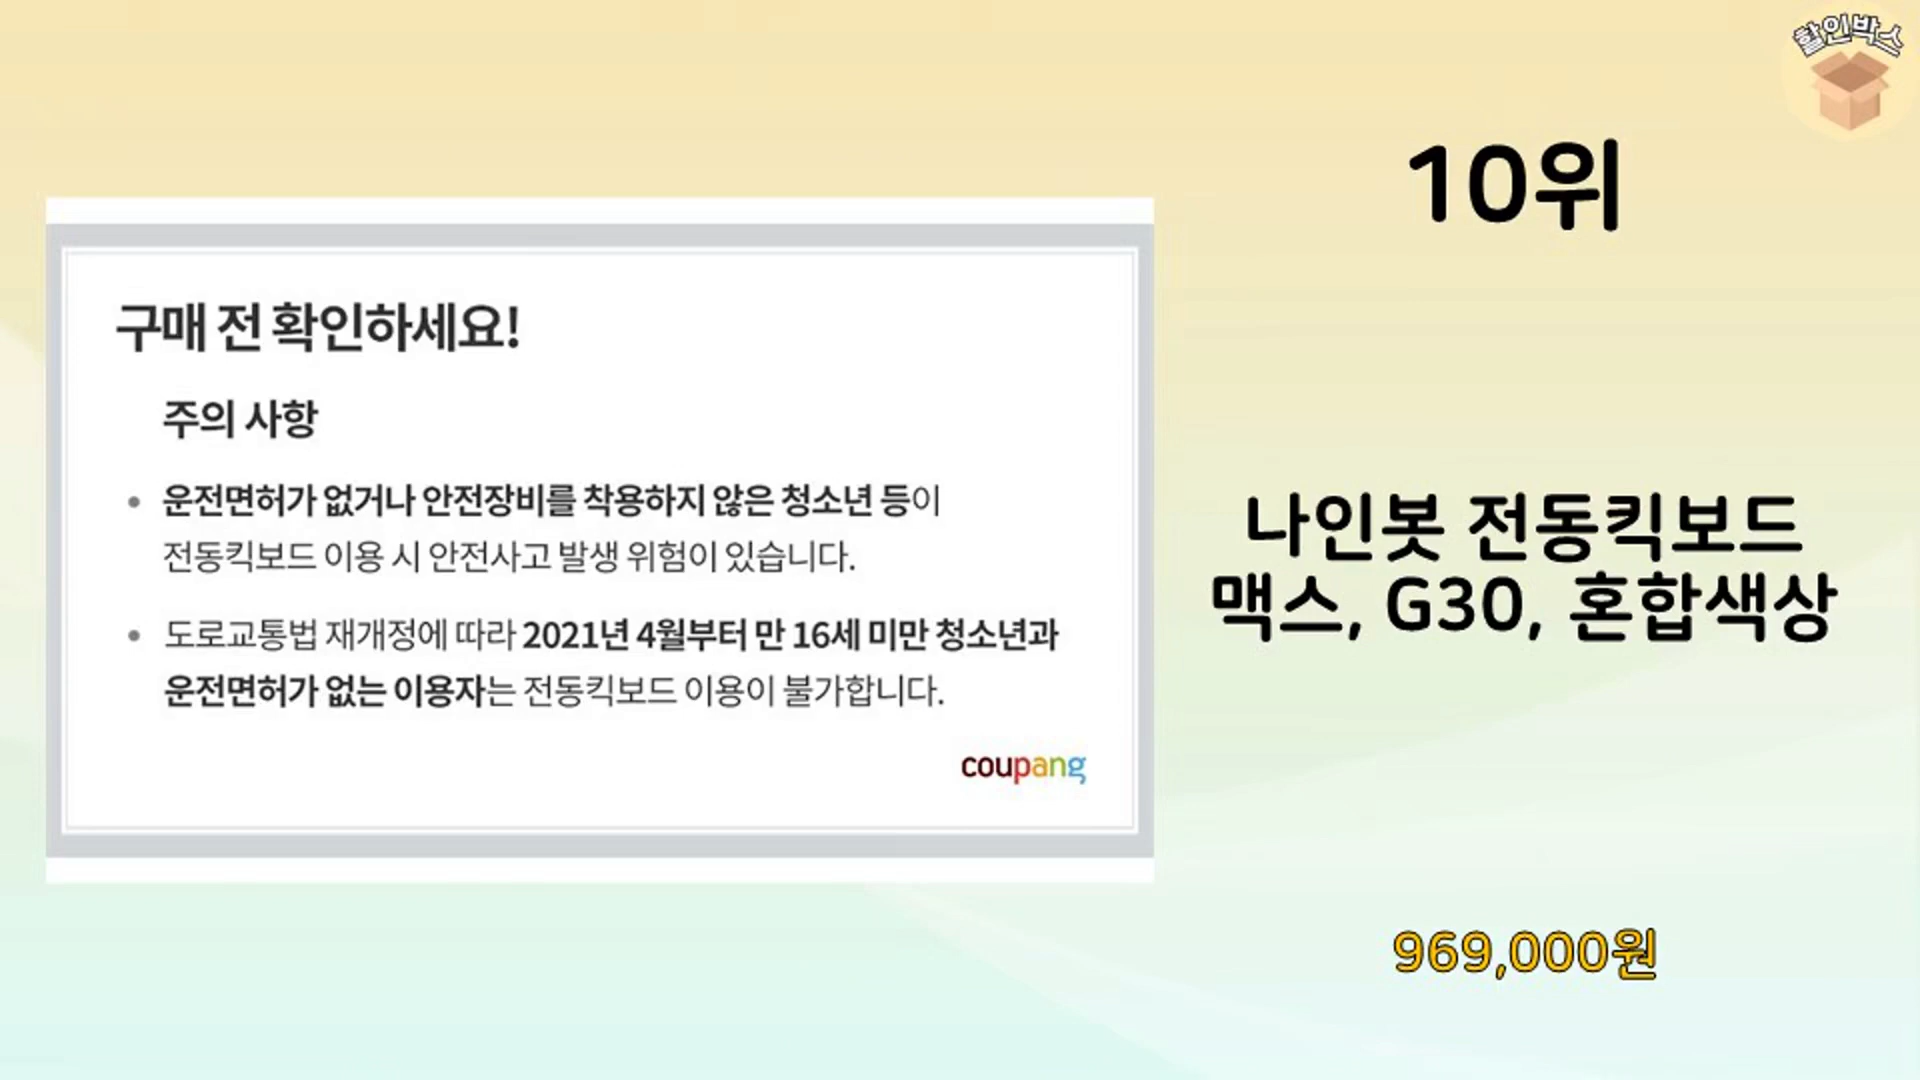 할인박스
10위
구매 전 확인하세요!
주의 사항
• 운전면허가 없거나 안전장비를 착용하지 않은 청소년 등이
전동킥보드 이용 시 안전사고 발생 위험이 있습니다.
• 도로교통법 재개정에 따라 2021년 4월부터 만 16세 미만 청소년과
운전면허가 없는 이용자는 전동킥보드 이용이 불가합니다.
coupang
나인봇 전동킥보드
맥스, G30, 혼합색상
969,000원